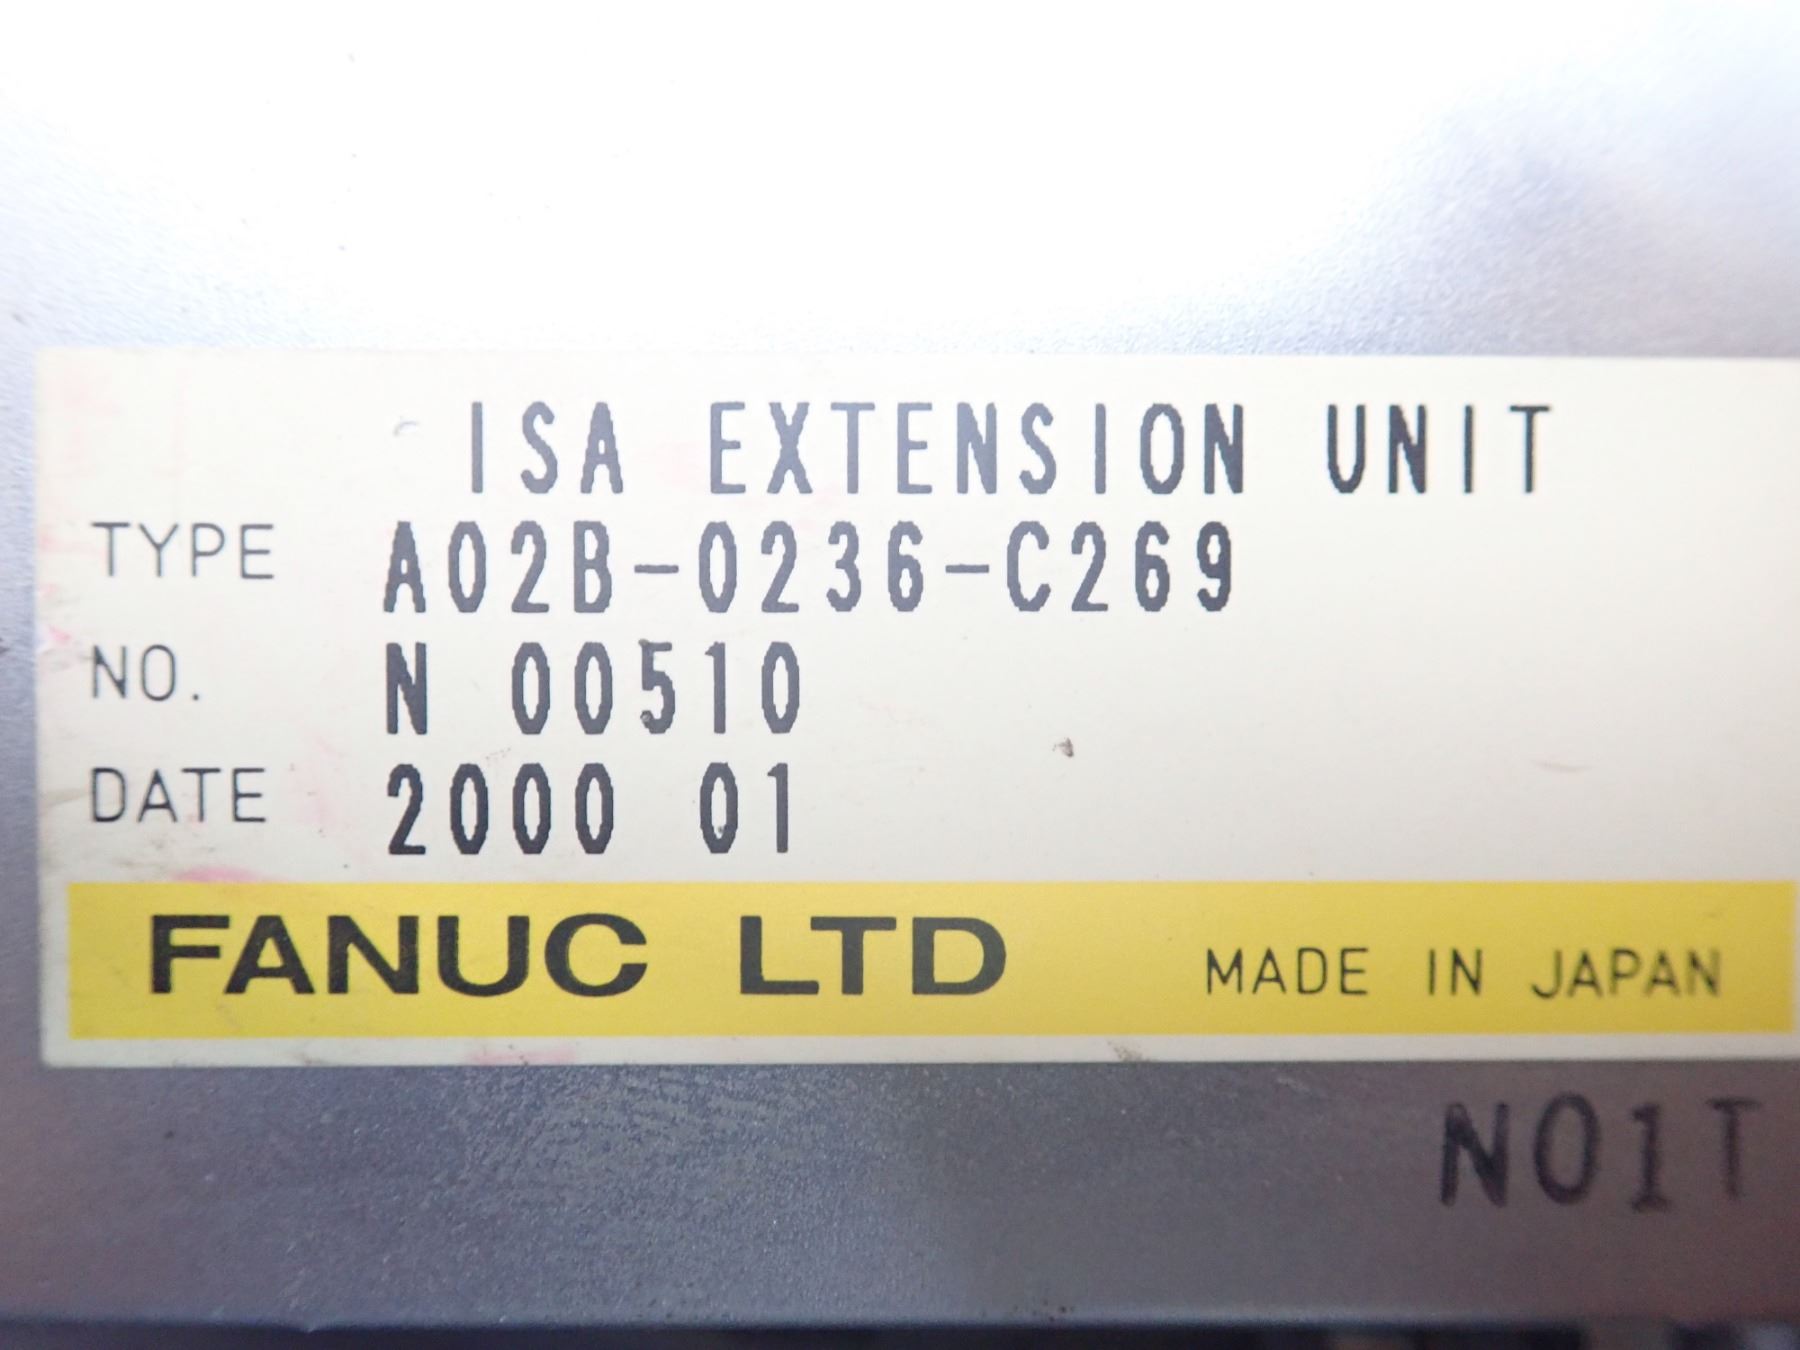 ISA EXTENSION UNIT
TYPE A02B-0236-C269
NO. N 00510
DATE 2000 01
FANUC LTD MADE IN JAPAN
N01T